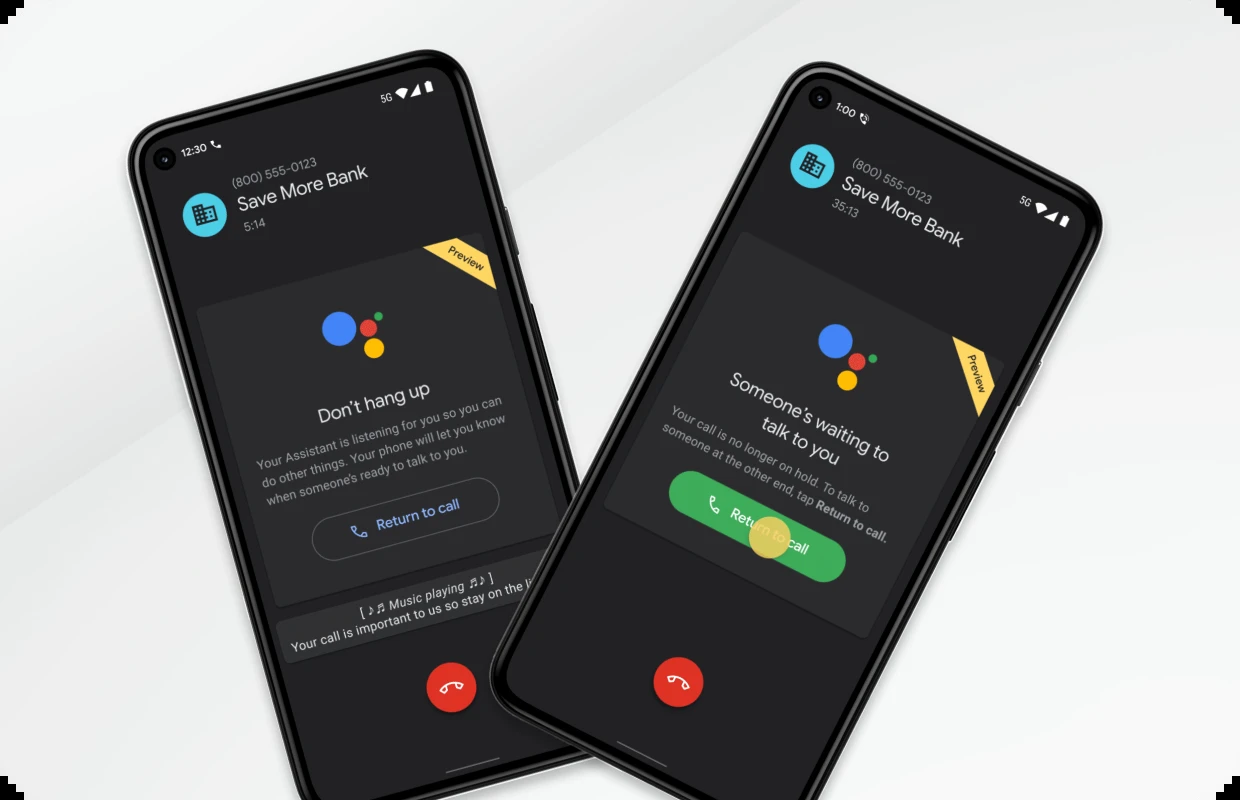 5G
12:30
(800) 555-0123
Save More Bank
5:14
Preview
Don't hang up
Your Assistant is listening for you so you can
do other things. Your phone will let you know
when someone's ready to talk to you.
Return to call
[ ♪♬ Music playing ♬♪ ]
Your call is important to us so stay on the
1:00
5G
(800) 555-0123
Save More Bank
35:13
Preview
Someone's waiting to
talk to you
Your call is no longer on hold. To talk to
someone at the other end, tap Return to call.
Return to call